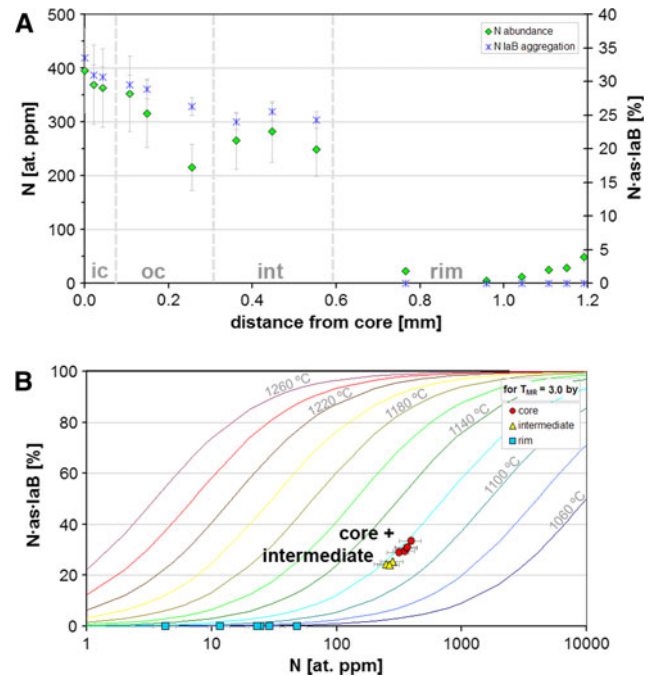 A
500
400
300
200
100
0
N [at. ppm]
40
35
30
25
20
15
10
5
0
N·as·IaB [%]
N abundance
N IaB aggregation
ic oc int rim
0.0 0.2 0.4 0.6 0.8 1.0 1.2
distance from core [mm]
B
100
80
60
40
20
0
N·as·IaB [%]
1260 °C
1220 °C
1180 °C
1140 °C
1100 °C
1060 °C
for TMR = 3.0 by
core
intermediate
rim
core +
intermediate
1 10 100 1000 10000
N [at. ppm]